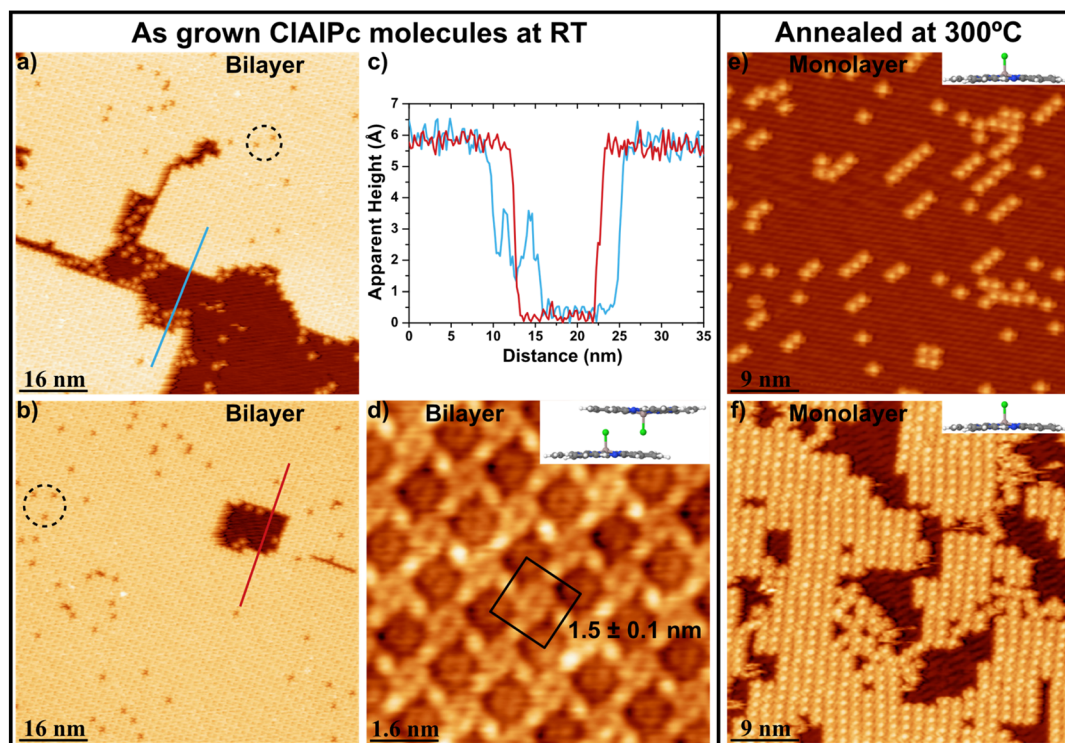 As grown ClAlPc molecules at RT
Annealed at 300ºC
a)
Bilayer
16 nm
c)
7
6
5
4
3
2
1
0
Apparent Height (Å)
0 5 10 15 20 25 30 35
Distance (nm)
e)
Monolayer
9 nm
b)
Bilayer
16 nm
d)
Bilayer
1.5 ± 0.1 nm
1.6 nm
f)
Monolayer
9 nm